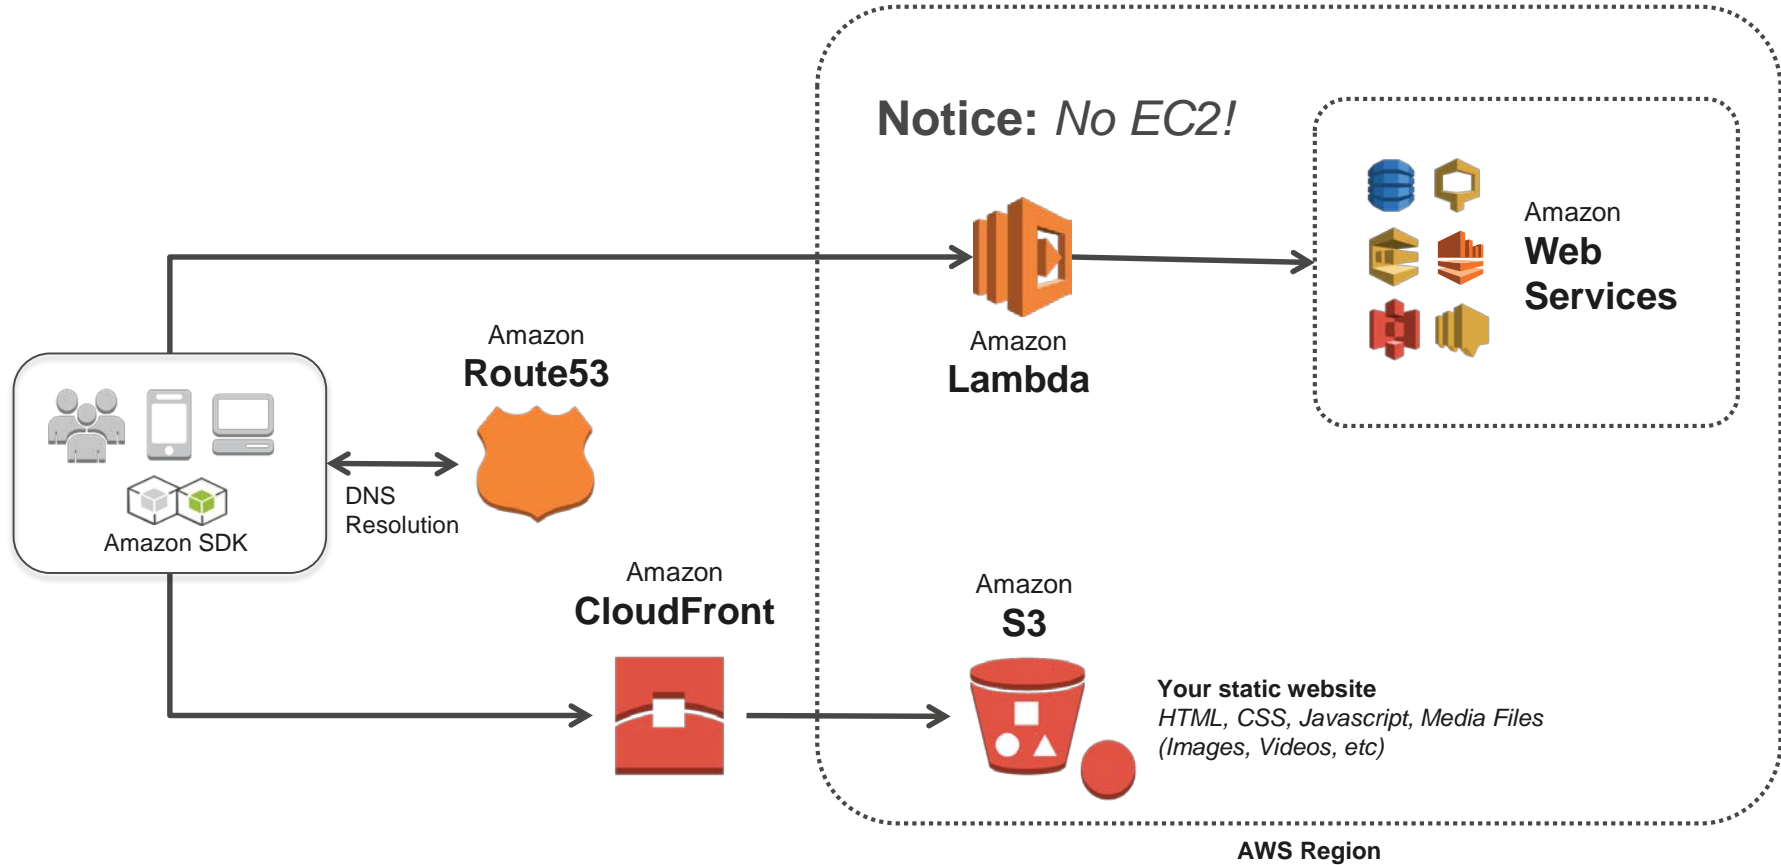 Notice: No EC2!
Amazon
Web
Services
Amazon
Lambda
Amazon
Route53
DNS
Resolution
Amazon SDK
Amazon
CloudFront
Amazon
S3
Your static website
HTML, CSS, Javascript, Media Files
(Images, Videos, etc)
AWS Region